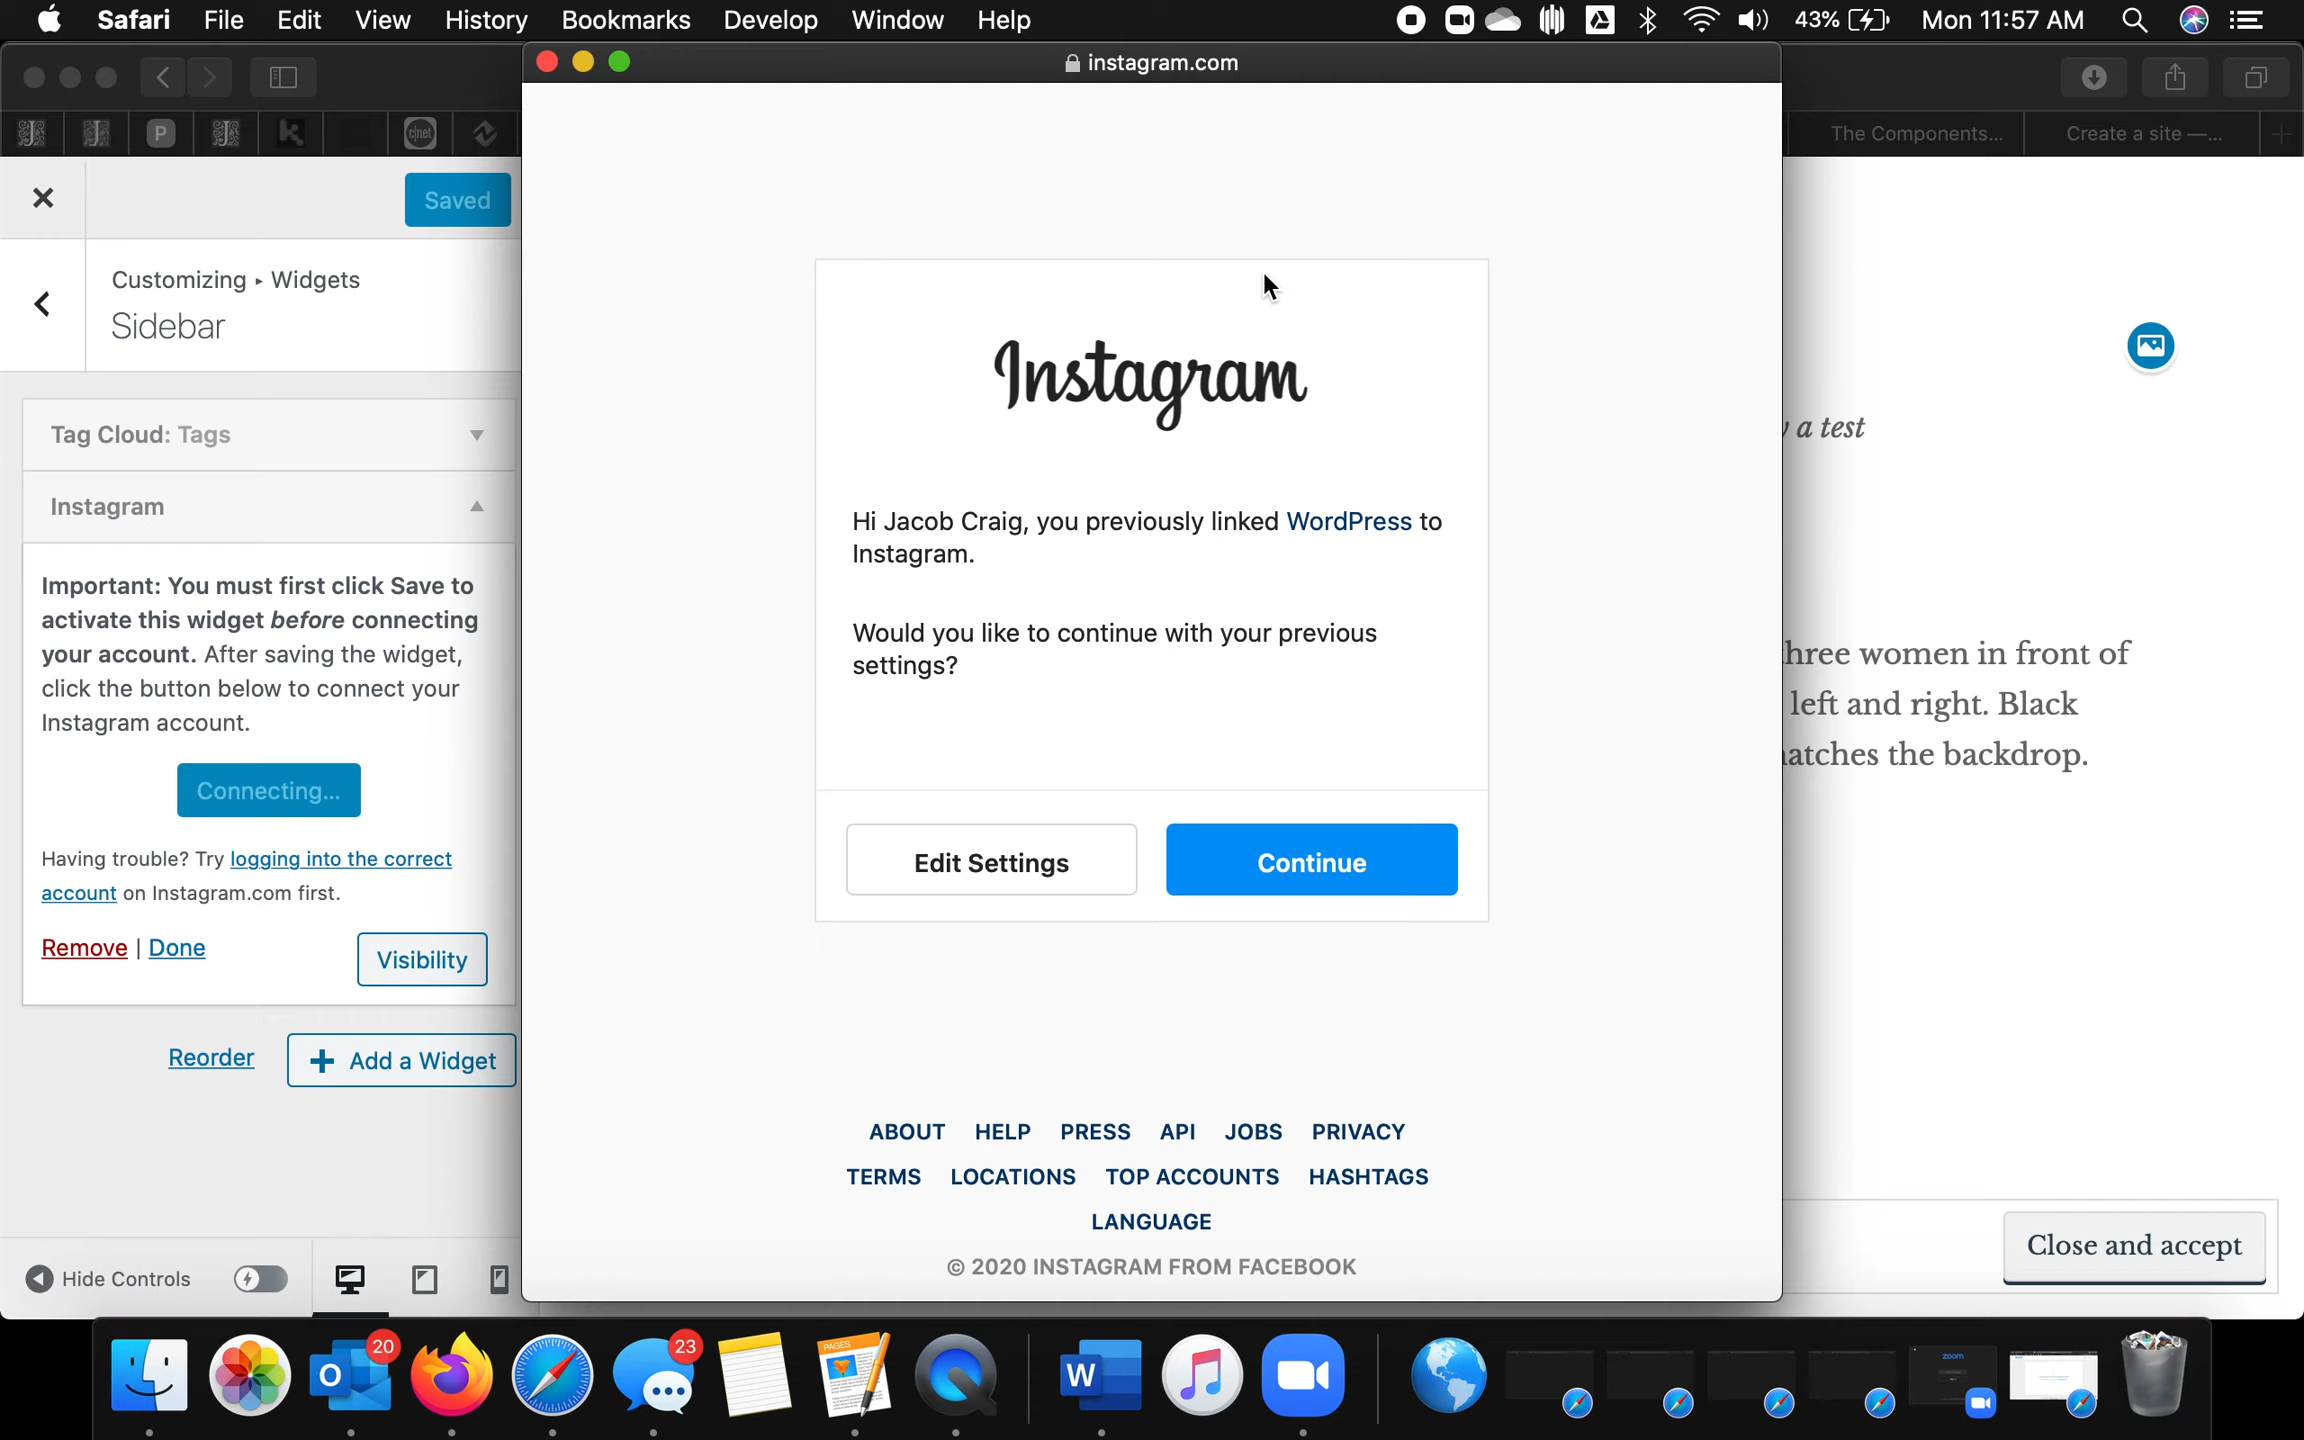 Safari File Edit View History Bookmarks Develop Window Help 43% Mon 11:57 AM
instagram.com
P
c|net
The Components...
Create a site —...
Saved
Customizing ▸ Widgets
Sidebar
Tag Cloud: Tags
Instagram
Important: You must first click Save to
activate this widget before connecting
your account. After saving the widget,
click the button below to connect your
Instagram account.
Connecting...
Having trouble? Try logging into the correct
account on Instagram.com first.
Remove | Done
Visibility
Reorder
+ Add a Widget
Hide Controls
Instagram
Hi Jacob Craig, you previously linked WordPress to
Instagram.
Would you like to continue with your previous
settings?
Edit Settings
Continue
ABOUT HELP PRESS API JOBS PRIVACY
TERMS LOCATIONS TOP ACCOUNTS HASHTAGS
LANGUAGE
© 2020 INSTAGRAM FROM FACEBOOK
a test
three women in front of
left and right. Black
matches the backdrop.
Close and accept
20
23
PAGES
W
zoom